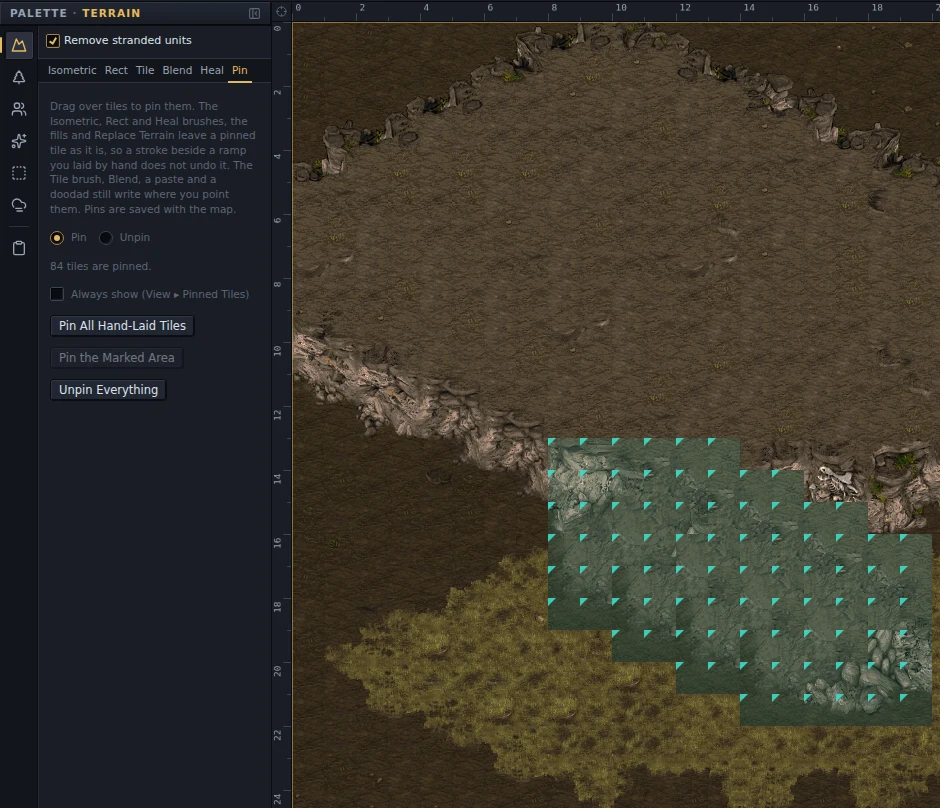 PALETTE · TERRAIN
Remove stranded units
Isometric Rect Tile Blend Heal Pin
Drag over tiles to pin them. The
Isometric, Rect and Heal brushes, the
fills and Replace Terrain leave a pinned
tile as it is, so a stroke beside a ramp
you laid by hand does not undo it. The
Tile brush, Blend, a paste and a
doodad still write where you point
them. Pins are saved with the map.
Pin Unpin
84 tiles are pinned.
Always show (View ▸ Pinned Tiles)
Pin All Hand-Laid Tiles
Pin the Marked Area
Unpin Everything
0 2 4 6 8 10 12 14 16 18
0
2
4
6
8
10
12
14
16
18
20
22
24